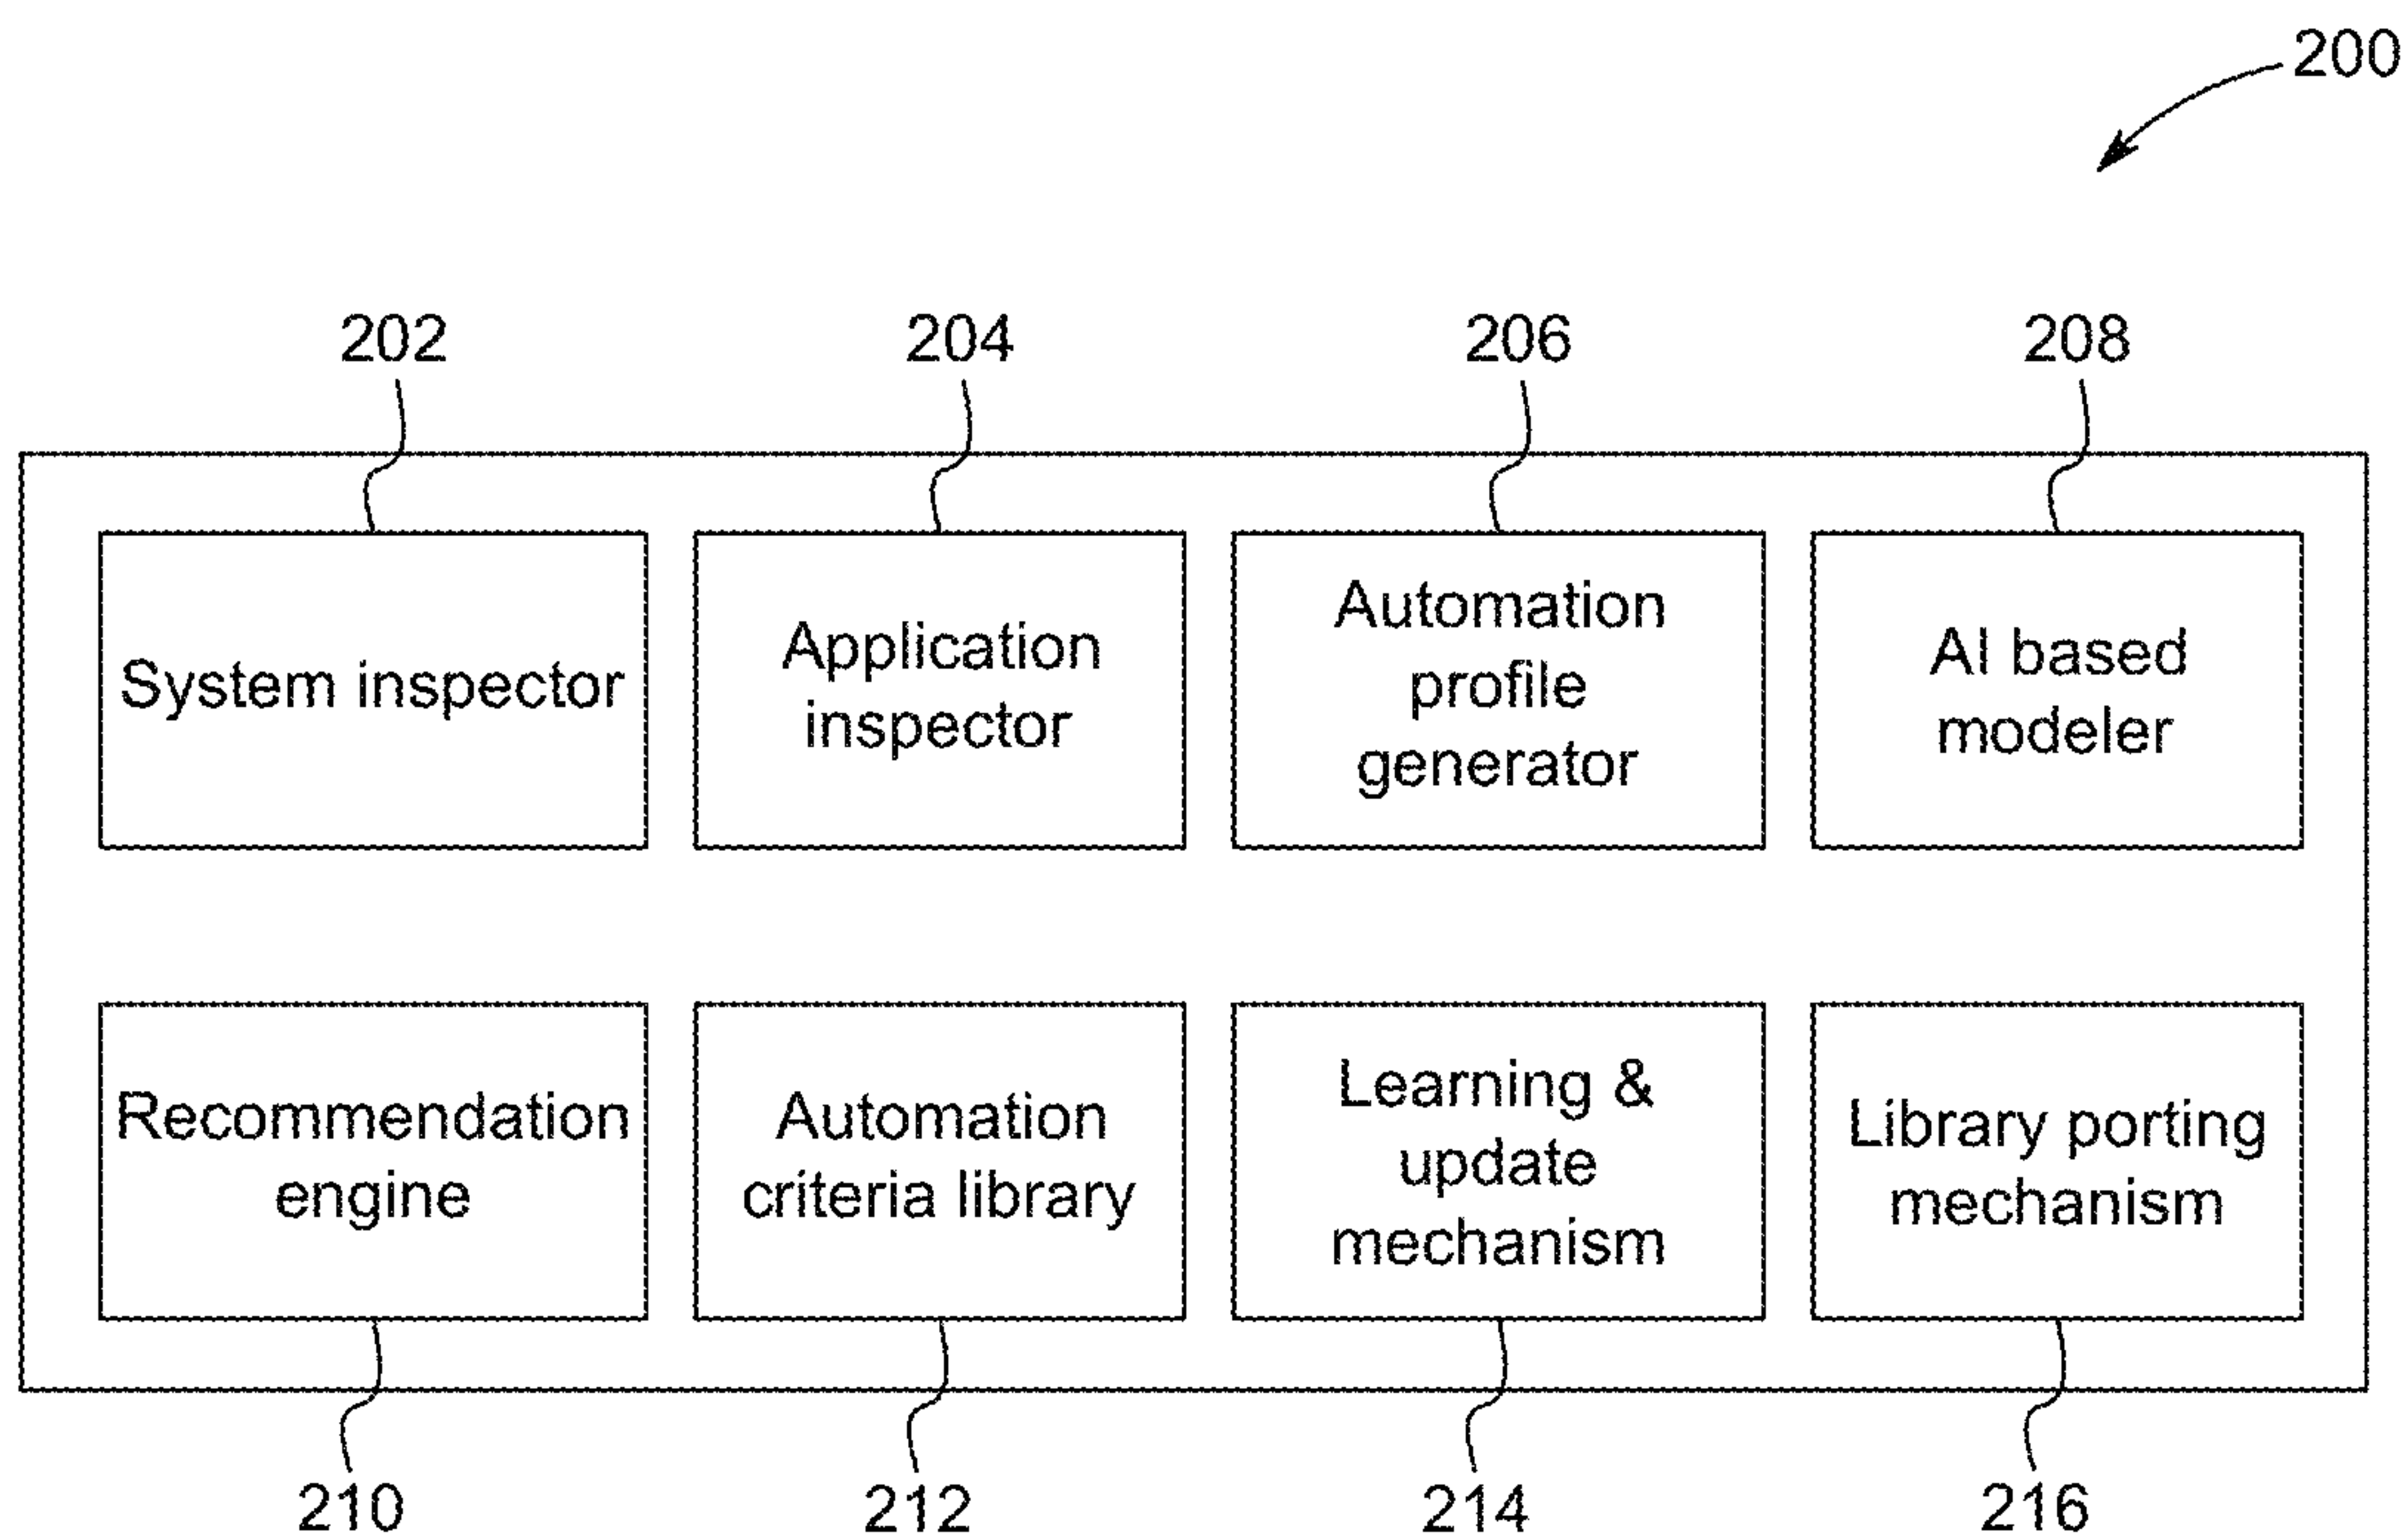 200
202
204
206
208
System inspector
Application
inspector
Automation
profile
generator
AI based
modeler
Recommendation
engine
Automation
criteria library
Learning &
update
mechanism
Library porting
mechanism
210
212
214
216